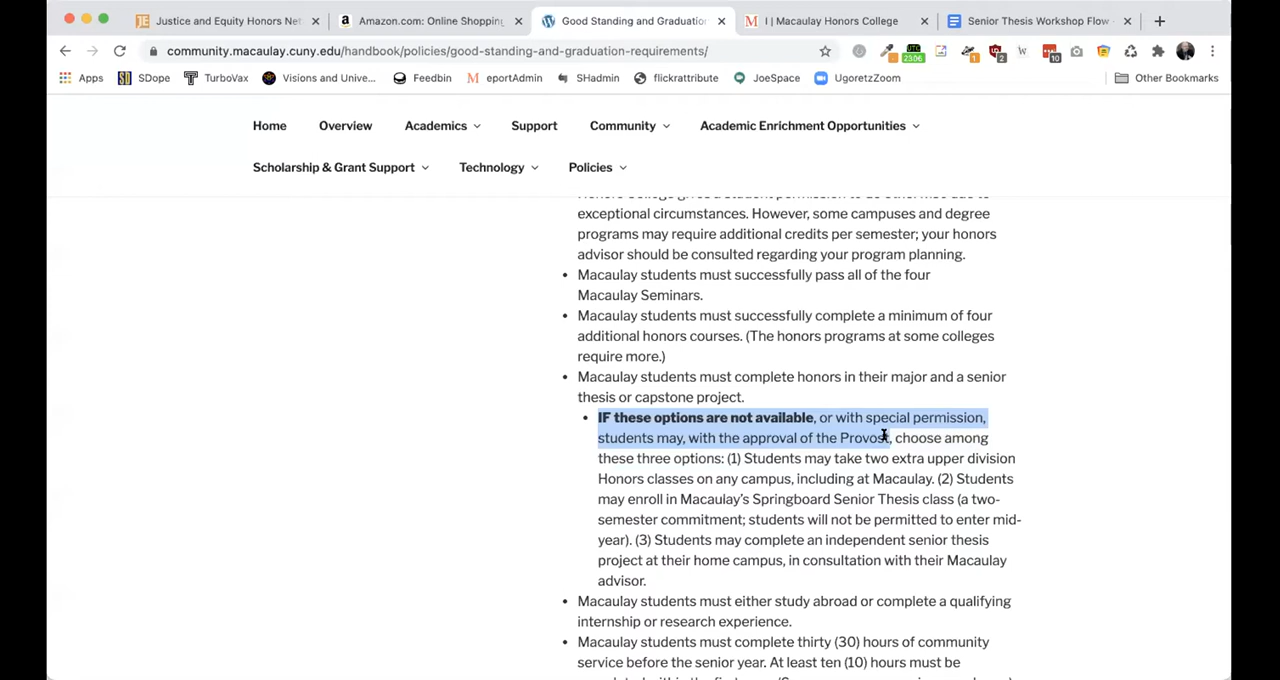 Justice and Equity Honors Net
Amazon.com: Online Shopping
Good Standing and Graduation
I | Macaulay Honors College
Senior Thesis Workshop Flow -
community.macaulay.cuny.edu/handbook/policies/good-standing-and-graduation-requirements/
UTC
2306
1
2
W
10
Apps
SDope
TurboVax
Visions and Unive...
Feedbin
eportAdmin
SHadmin
flickrattribute
JoeSpace
UgoretzZoom
Other Bookmarks
Home
Overview
Academics
Support
Community
Academic Enrichment Opportunities
Scholarship & Grant Support
Technology
Policies
exceptional circumstances. However, some campuses and degree
programs may require additional credits per semester; your honors
advisor should be consulted regarding your program planning.
• Macaulay students must successfully pass all of the four
Macaulay Seminars.
• Macaulay students must successfully complete a minimum of four
additional honors courses. (The honors programs at some colleges
require more.)
• Macaulay students must complete honors in their major and a senior
thesis or capstone project.
• IF these options are not available, or with special permission,
students may, with the approval of the Provost, choose among
these three options: (1) Students may take two extra upper division
Honors classes on any campus, including at Macaulay. (2) Students
may enroll in Macaulay's Springboard Senior Thesis class (a two-
semester commitment; students will not be permitted to enter mid-
year). (3) Students may complete an independent senior thesis
project at their home campus, in consultation with their Macaulay
advisor.
• Macaulay students must either study abroad or complete a qualifying
internship or research experience.
• Macaulay students must complete thirty (30) hours of community
service before the senior year. At least ten (10) hours must be